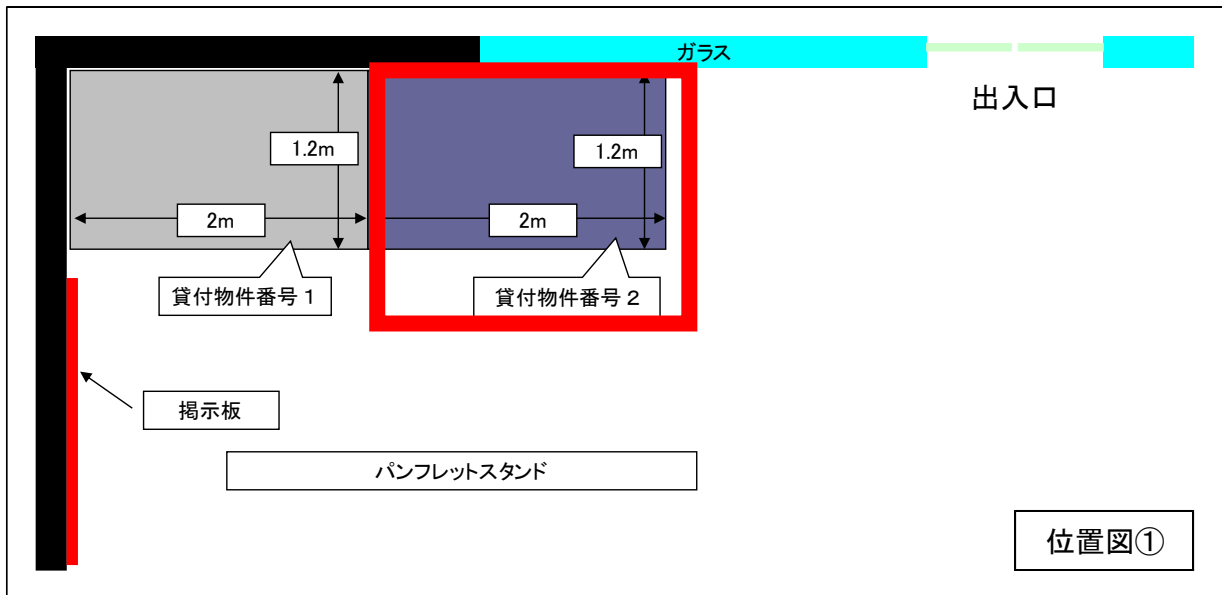 ガラス
出入口
1.2m
1.2m
2m
2m
貸付物件番号1
貸付物件番号2
掲示板
パンフレットスタンド
位置図①